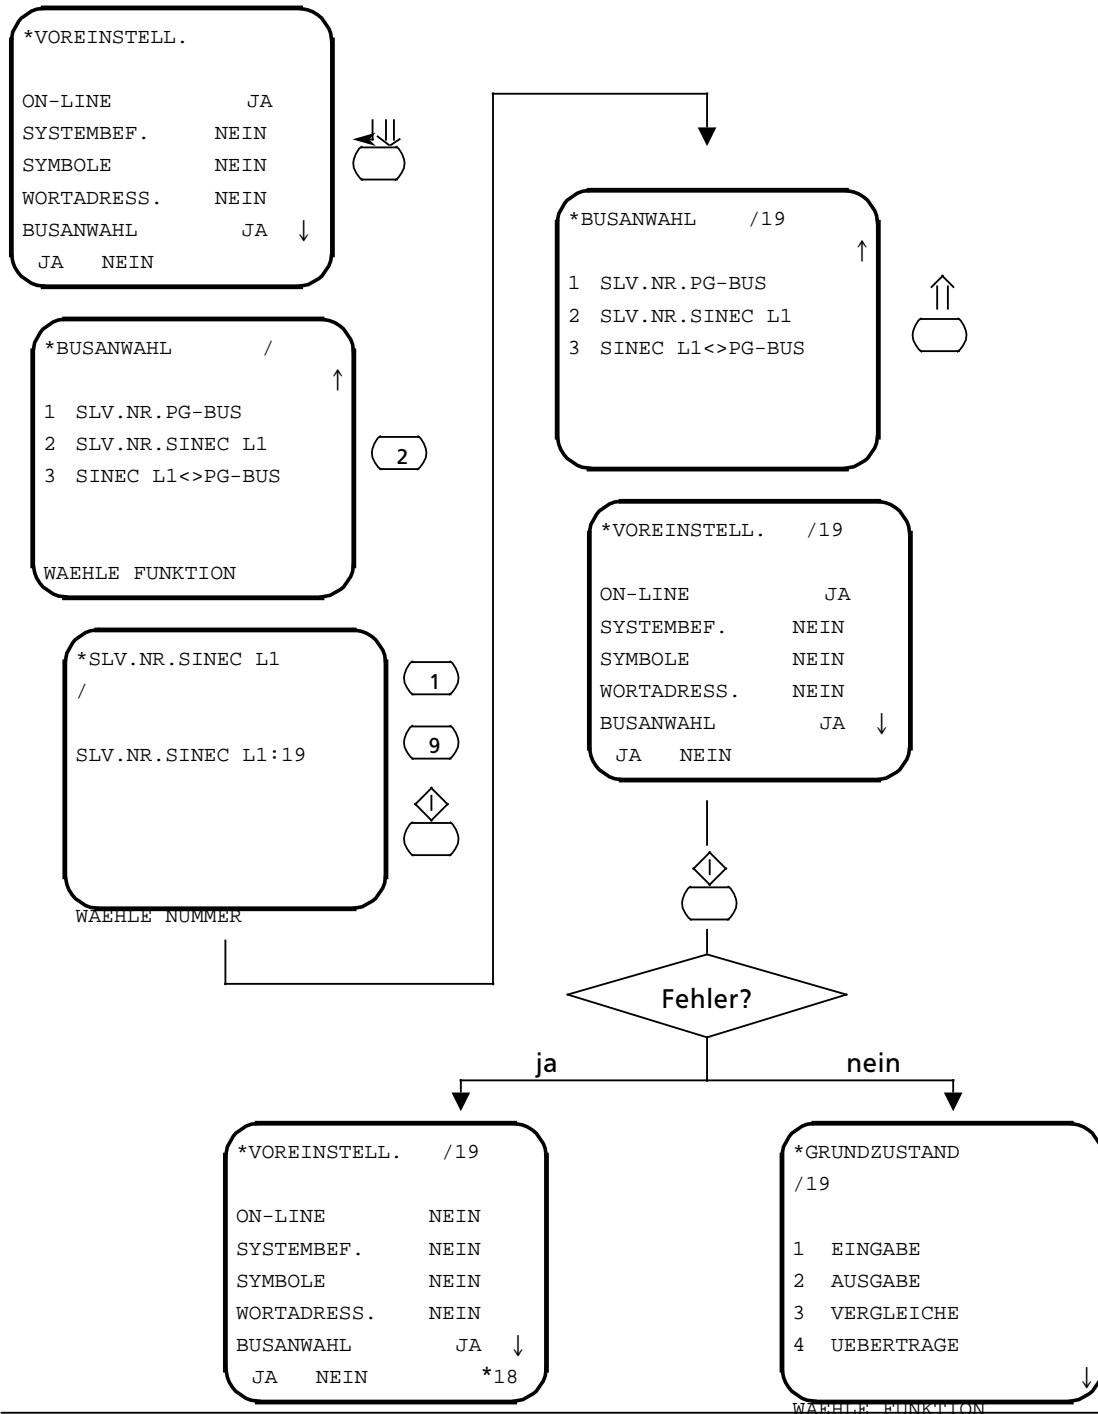 *VOREINSTELL.
ON-LINE JA
SYSTEMBEF. NEIN
SYMBOLE NEIN
WORTADRESS. NEIN
BUSANWAHL JA ↓
JA NEIN
*BUSANWAHL /
↑
1 SLV.NR.PG-BUS
2 SLV.NR.SINEC L1
3 SINEC L1<>PG-BUS
WAEHLE FUNKTION
2
*SLV.NR.SINEC L1
/
SLV.NR.SINEC L1:19
WAEHLE NUMMER
1
9
*BUSANWAHL /19
↑
1 SLV.NR.PG-BUS
2 SLV.NR.SINEC L1
3 SINEC L1<>PG-BUS
*VOREINSTELL. /19
ON-LINE JA
SYSTEMBEF. NEIN
SYMBOLE NEIN
WORTADRESS. NEIN
BUSANWAHL JA ↓
JA NEIN
Fehler?
ja
nein
*VOREINSTELL. /19
ON-LINE NEIN
SYSTEMBEF. NEIN
SYMBOLE NEIN
WORTADRESS. NEIN
BUSANWAHL JA ↓
JA NEIN *18
*GRUNDZUSTAND
/19
1 EINGABE
2 AUSGABE
3 VERGLEICHE
4 UEBERTRAGE
↓
WAEHLE FUNKTION